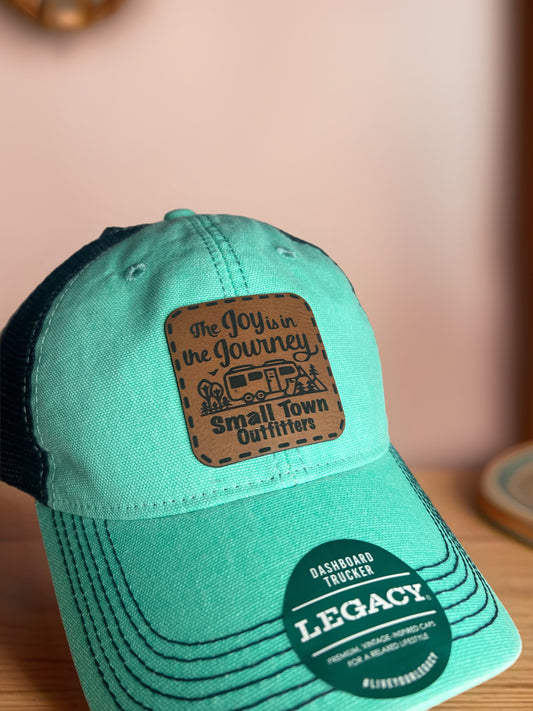 The Joy is in
the Journey
Small Town
Outfitters
DASHBOARD
TRUCKER
LEGACY®
PREMIUM, VINTAGE-INSPIRED CAPS
FOR A RELAXED LIFESTYLE
#LIVEYOURLEGACY